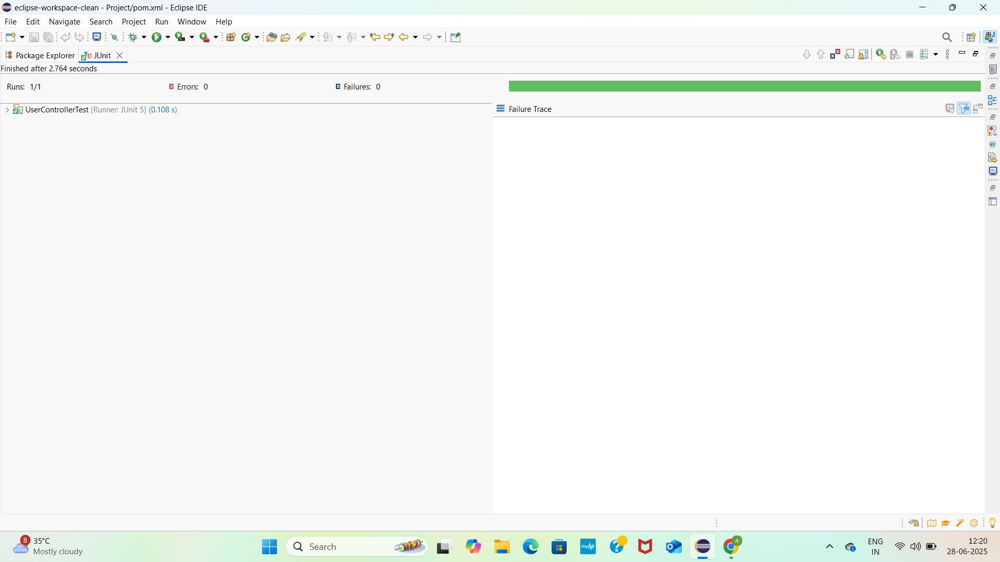 eclipse-workspace-clean - Project/pom.xml - Eclipse IDE
File Edit Navigate Search Project Run Window Help
Package Explorer JUnit
Finished after 2.764 seconds
Runs: 1/1 Errors: 0 Failures: 0
UserControllerTest [Runner: JUnit 5] (0.108 s)
Failure Trace
8
35°C
Mostly cloudy
Search
myhp
A
ENG
IN
12:20
28-06-2025